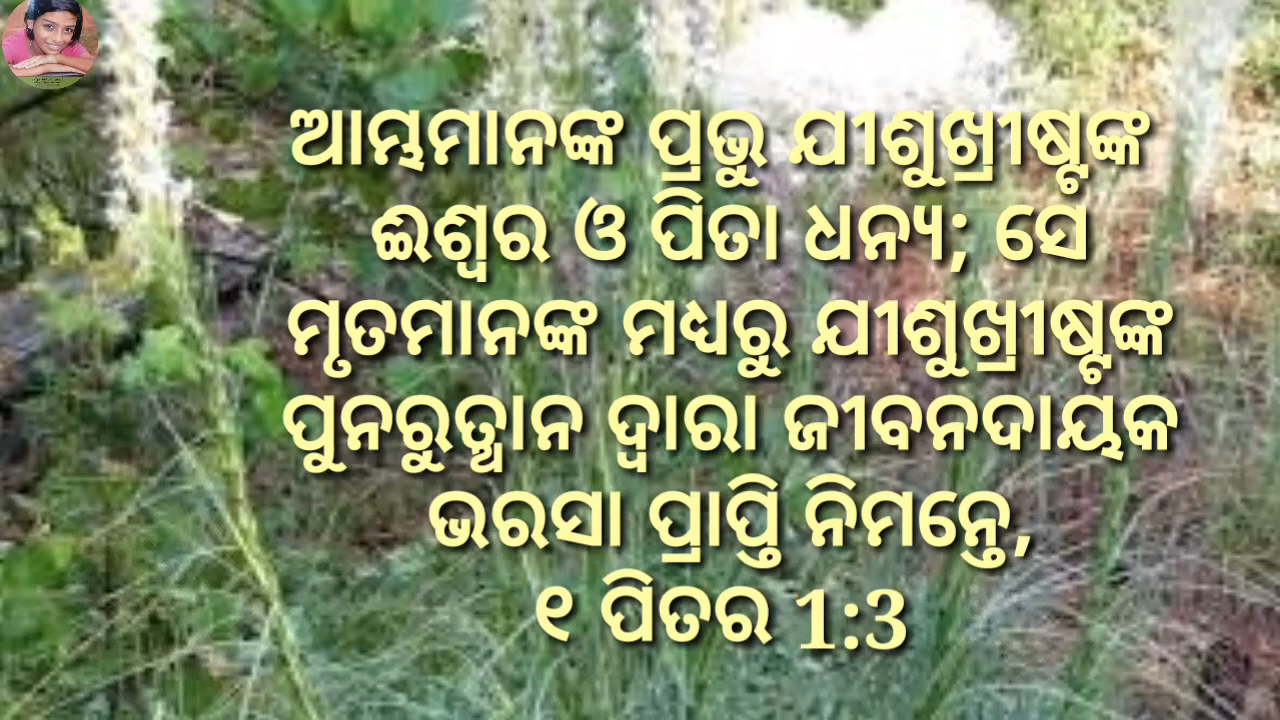 ଆମ୍ଭମାନଙ୍କ ପ୍ରଭୁ ଯୀଶୁଖ୍ରୀଷ୍ଟଙ୍କ
ଈଶ୍ୱର ଓ ପିତା ଧନ୍ୟ; ସେ
ମୃତମାନଙ୍କ ମଧ୍ୟରୁ ଯୀଶୁଖ୍ରୀଷ୍ଟଙ୍କ
ପୁନରୁତ୍ଥାନ ଦ୍ୱାରା ଜୀବନଦାୟକ
ଭରସା ପ୍ରାପ୍ତି ନିମନ୍ତେ,
୧ ପିତର 1:3